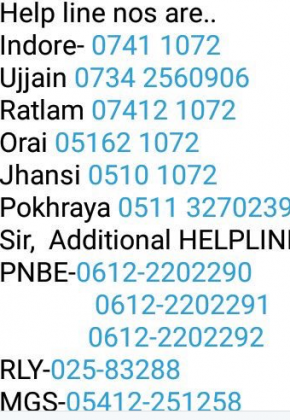 Help line nos are..
Indore- 0741 1072
Ujjain 0734 2560906
Ratlam 07412 1072
Orai 05162 1072
Jhansi 0510 1072
Pokhraya 0511 3270239
Sir, Additional HELPLIN
PNBE-0612-2202290
0612-2202291
0612-2202292
RLY-025-83288
MGS-05412-251258